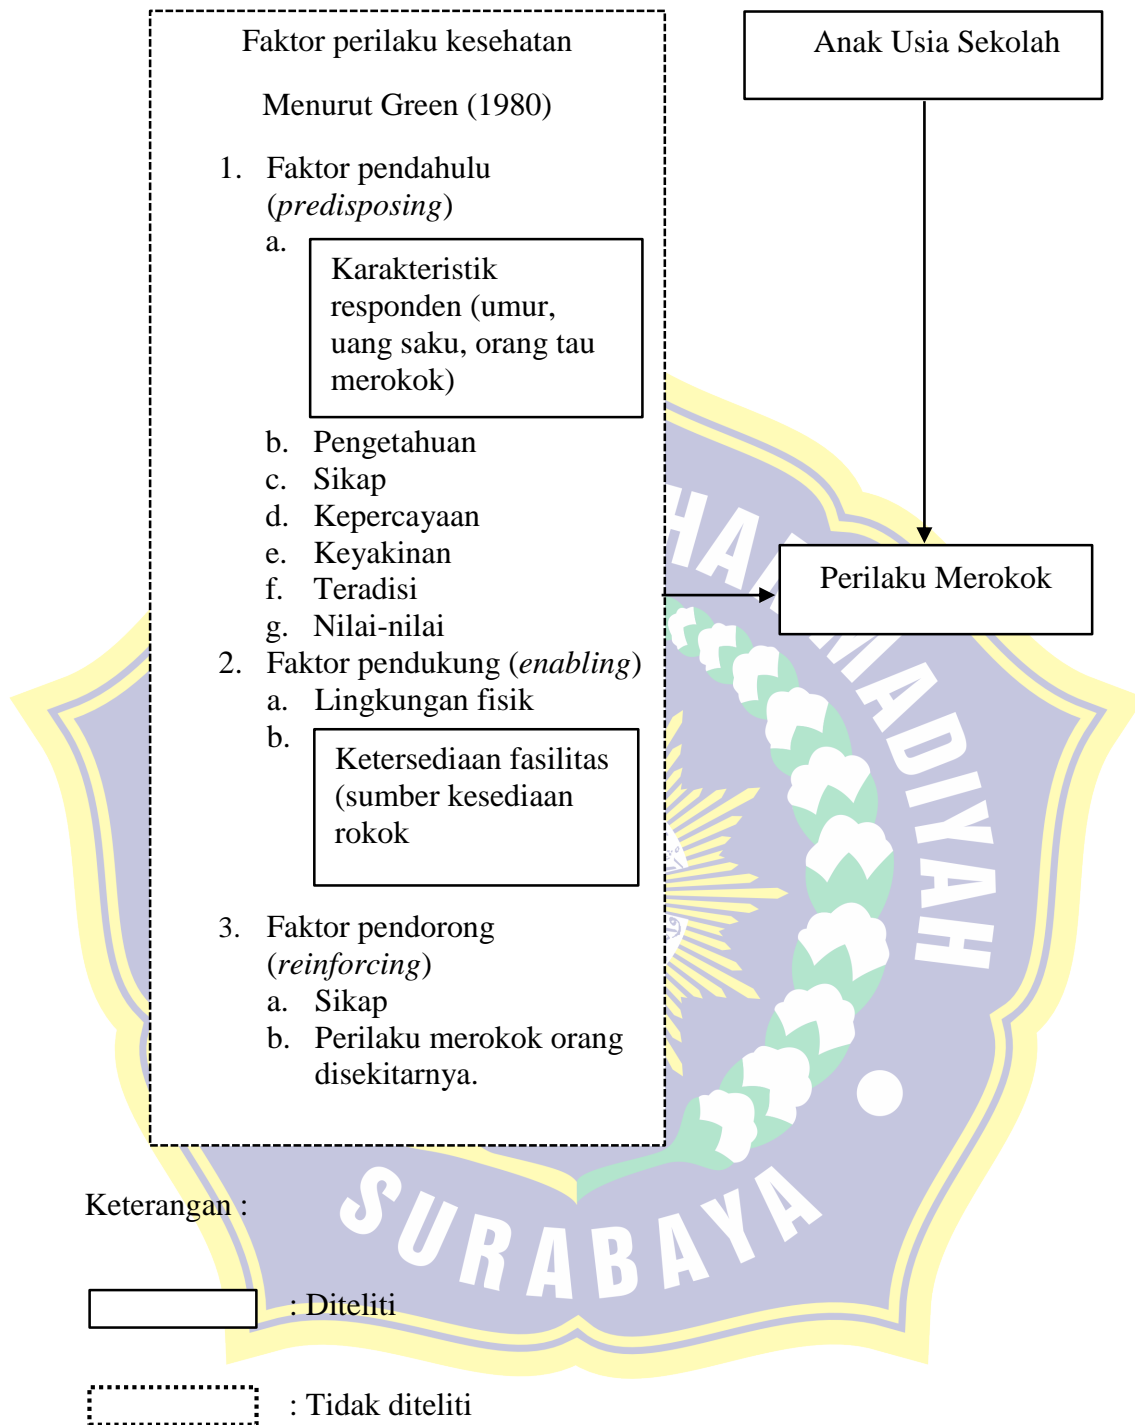 Faktor perilaku kesehatan
Menurut Green (1980)
1. Faktor pendahulu
(predisposing)
a.
Karakteristik
responden (umur,
uang saku, orang tau
merokok)
b. Pengetahuan
c. Sikap
d. Kepercayaan
e. Keyakinan
f. Teradisi
g. Nilai-nilai
2. Faktor pendukung (enabling)
a. Lingkungan fisik
b.
Ketersediaan fasilitas
(sumber kesediaan
rokok
3. Faktor pendorong
(reinforcing)
a. Sikap
b. Perilaku merokok orang
disekitarnya.
Anak Usia Sekolah
Perilaku Merokok
HAMMADIYAH
SURABAYA
Keterangan :
: Diteliti
: Tidak diteliti